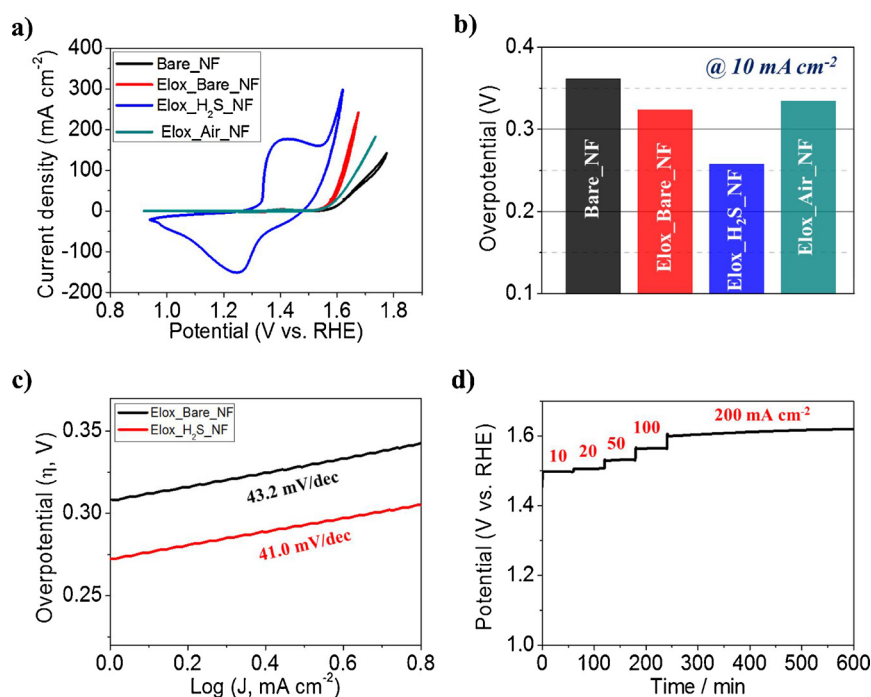 a)
Current density (mA cm⁻²)
400
300
200
100
0
-100
-200
Bare_NF
Elox_Bare_NF
Elox_H₂S_NF
Elox_Air_NF
0.8 1.0 1.2 1.4 1.6 1.8
Potential (V vs. RHE)
b)
Overpotential (V)
0.4
0.3
0.2
0.1
@ 10 mA cm⁻²
Bare_NF
Elox_Bare_NF
Elox_H₂S_NF
Elox_Air_NF
c)
Overpotential (η, V)
0.35
0.30
0.25
Elox_Bare_NF
Elox_H₂S_NF
43.2 mV/dec
41.0 mV/dec
0.0 0.2 0.4 0.6 0.8
Log (J, mA cm⁻²)
d)
Potential (V vs. RHE)
1.6
1.4
1.2
1.0
10 20 50 100 200 mA cm⁻²
0 100 200 300 400 500 600
Time / min